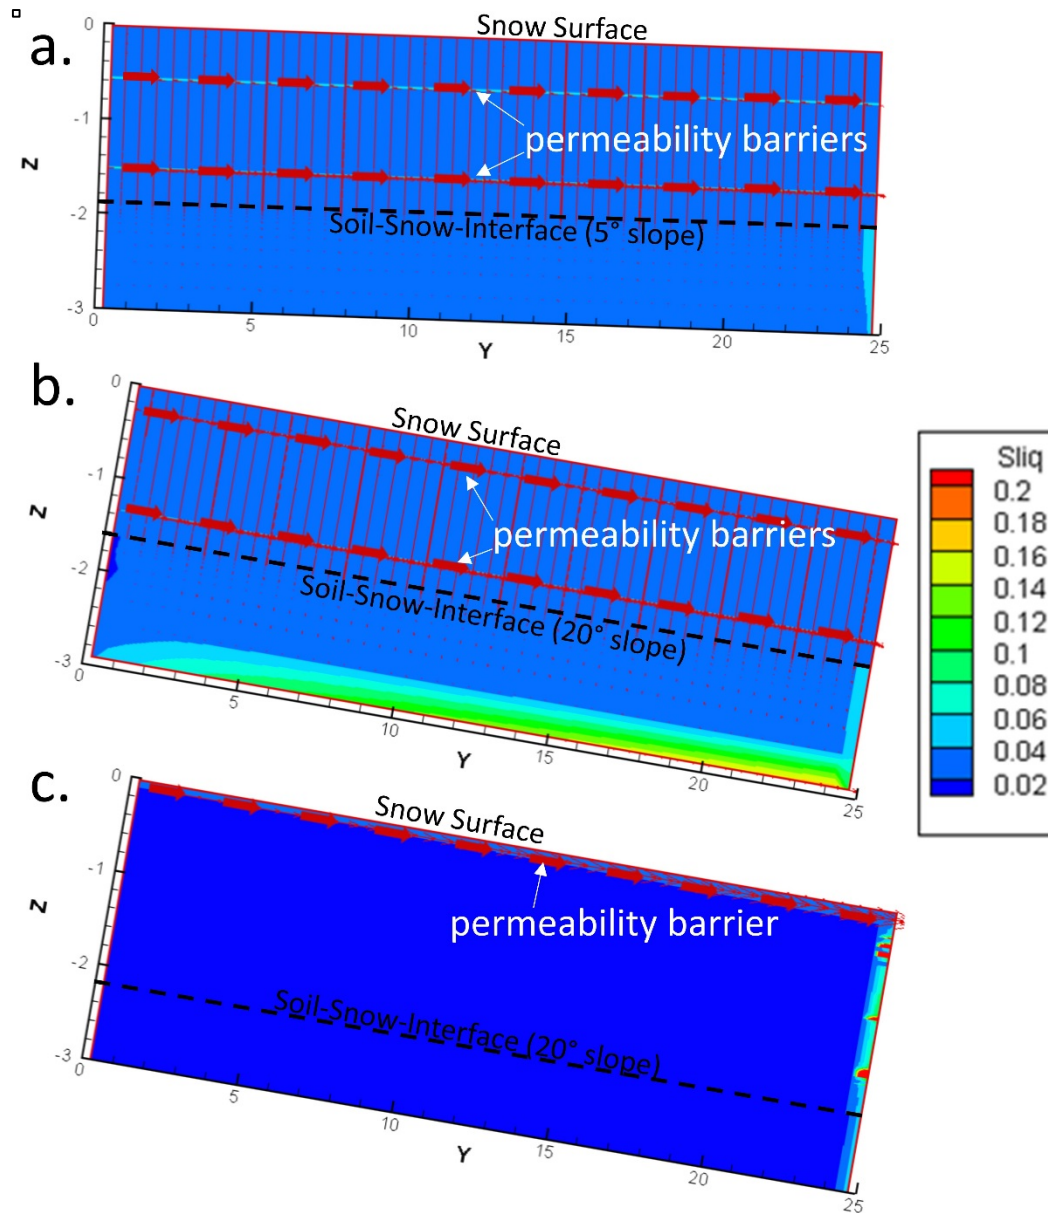 a.
Snow Surface
0
permeability barriers
-1
Z
-2
Soil-Snow-Interface (5° slope)
-3
0
5
10
15
20
25
Y
b.
0
Snow Surface
-1
Z
permeability barriers
-2
Soil-Snow-Interface (20° slope)
-3
0
5
10
15
20
25
Y
Sliq
0.2
0.18
0.16
0.14
0.12
0.1
0.08
0.06
0.04
0.02
c.
0
Snow Surface
-1
Z
permeability barrier
-2
Soil-Snow-Interface (20° slope)
-3
0
5
10
15
20
25
Y